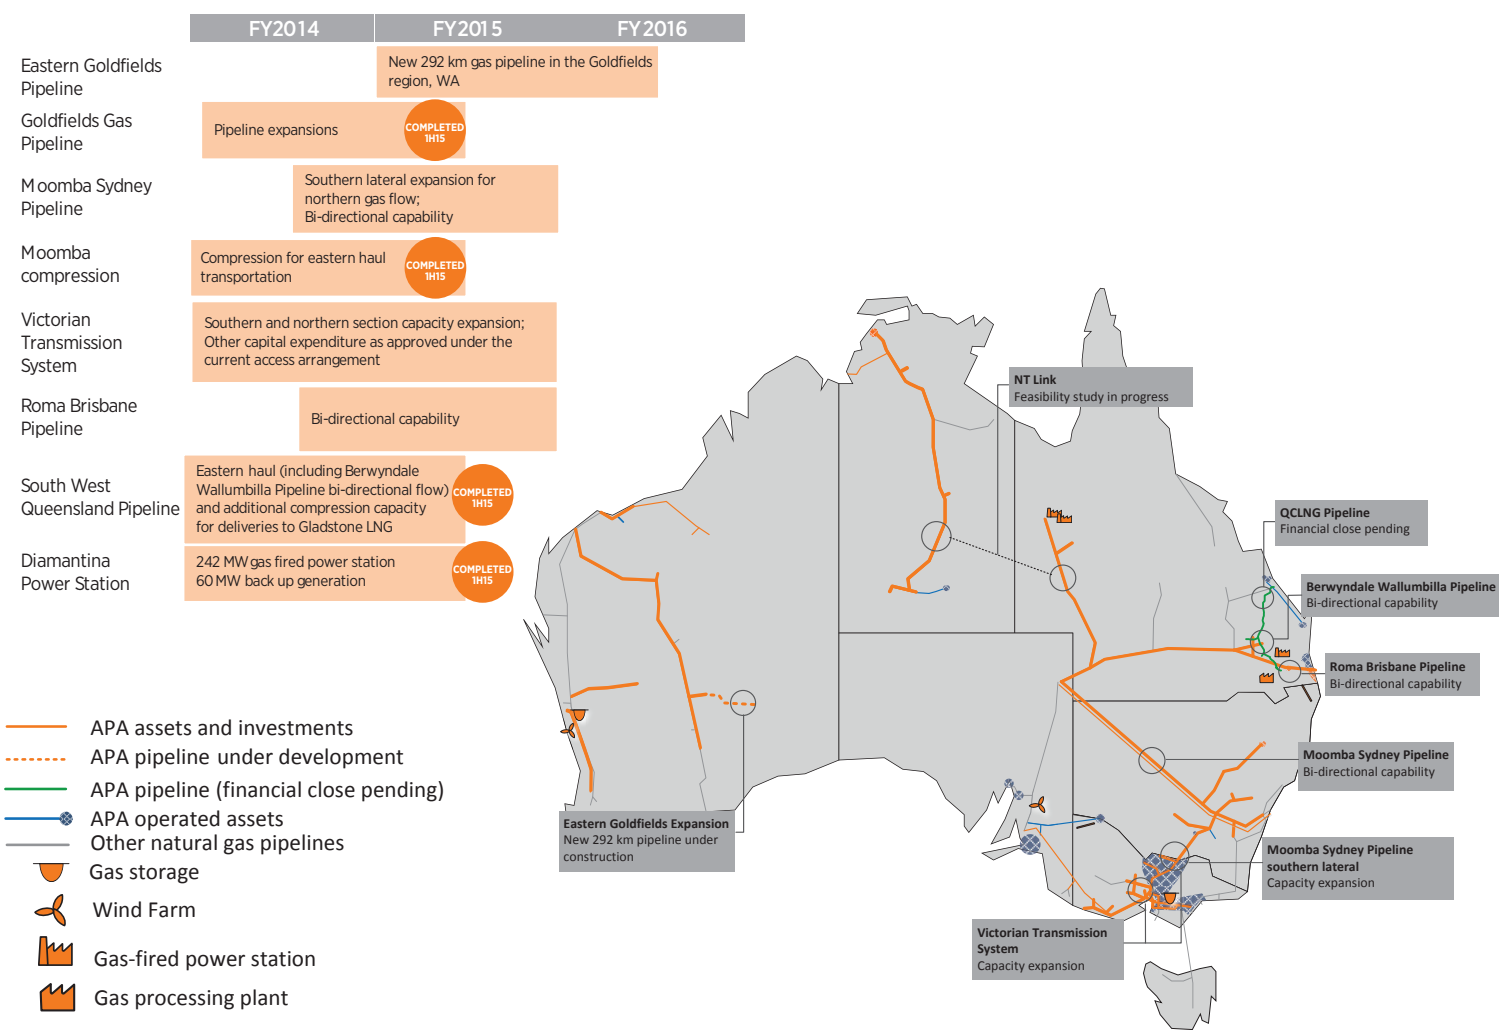 FY2014 FY2015 FY2016
Eastern Goldfields
Pipeline
New 292 km gas pipeline in the Goldfields
region, WA
Goldfields Gas
Pipeline
Pipeline expansions
COMPLETED
1H15
Moomba Sydney
Pipeline
Southern lateral expansion for
northern gas flow;
Bi-directional capability
Moomba
compression
Compression for eastern haul
transportation
COMPLETED
1H15
Victorian
Transmission
System
Southern and northern section capacity expansion;
Other capital expenditure as approved under the
current access arrangement
Roma Brisbane
Pipeline
Bi-directional capability
South West
Queensland Pipeline
Eastern haul (including Berwyndale
Wallumbilla Pipeline bi-directional flow)
and additional compression capacity
for deliveries to Gladstone LNG
COMPLETED
1H15
Diamantina
Power Station
242 MW gas fired power station
60 MW back up generation
COMPLETED
1H15
NT Link
Feasibility study in progress
QCLNG Pipeline
Financial close pending
Berwyndale Wallumbilla Pipeline
Bi-directional capability
Roma Brisbane Pipeline
Bi-directional capability
Moomba Sydney Pipeline
Bi-directional capability
Moomba Sydney Pipeline
southern lateral
Capacity expansion
Victorian Transmission
System
Capacity expansion
Eastern Goldfields Expansion
New 292 km pipeline under
construction
APA assets and investments
APA pipeline under development
APA pipeline (financial close pending)
APA operated assets
Other natural gas pipelines
Gas storage
Wind Farm
Gas-fired power station
Gas processing plant